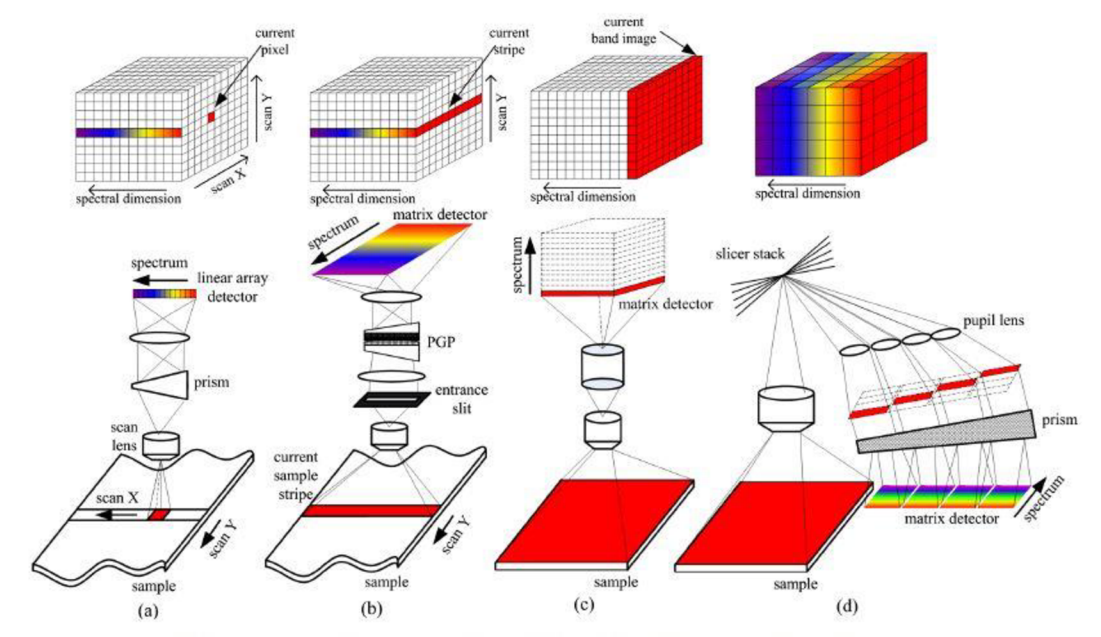 current
pixel
scan Y
scan X
spectral dimension
current
stripe
scan Y
spectral dimension
current
band image
spectral dimension
spectral dimension
spectrum
linear array
detector
prism
scan
lens
scan X
scan Y
sample
(a)
matrix detector
spectrum
PGP
entrance
slit
current
sample
stripe
scan Y
sample
(b)
spectrum
matrix detector
sample
(c)
slicer stack
pupil lens
prism
matrix detector
spectrum
sample
(d)